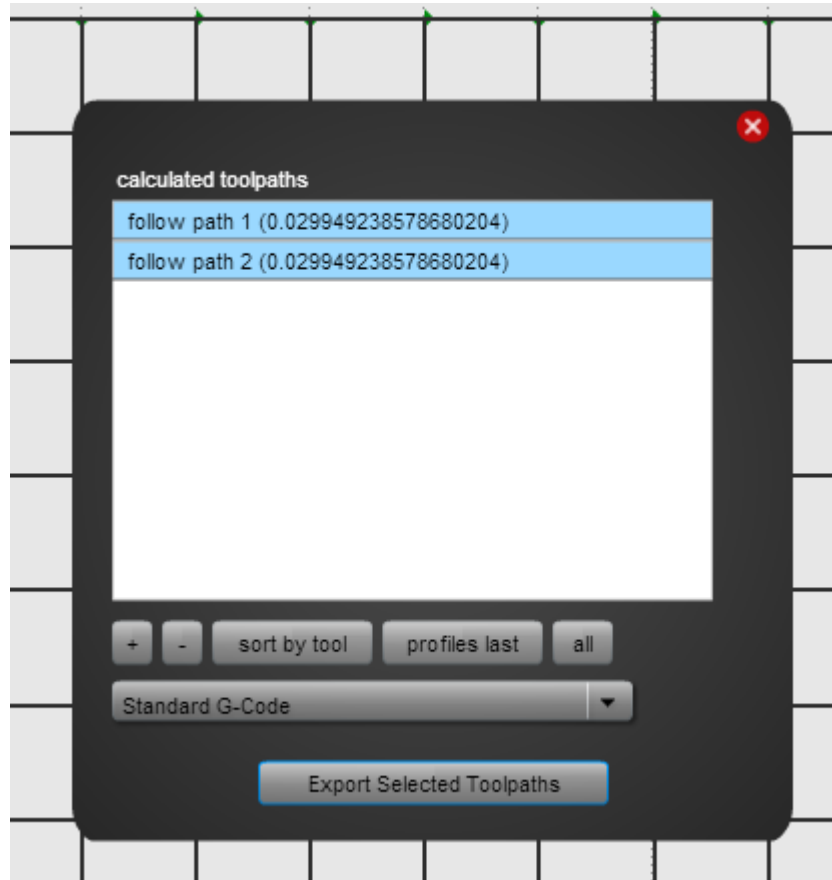 calculated toolpaths
follow path 1 (0.029949238578680204)
follow path 2 (0.029949238578680204)
+ - sort by tool profiles last all
Standard G-Code
Export Selected Toolpaths